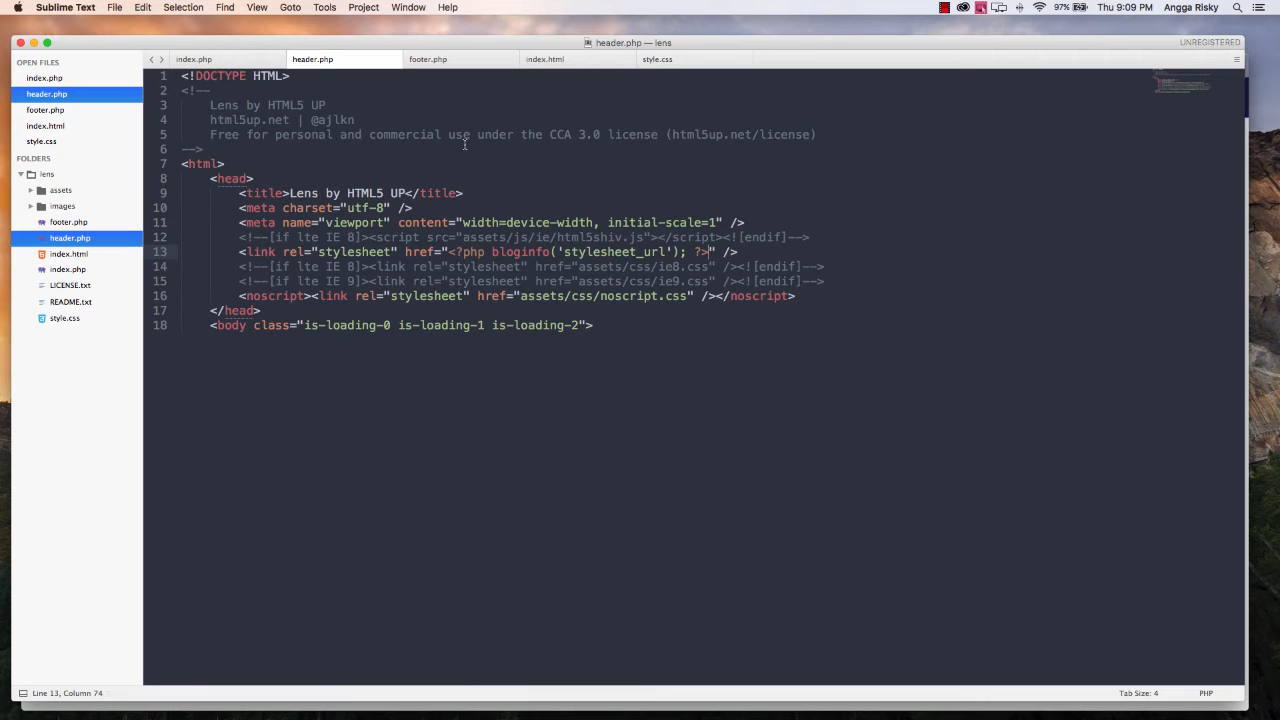 Sublime Text File Edit Selection Find View Goto Tools Project Window Help 97% Thu 9:09 PM Angga Risky
header.php — lens UNREGISTERED
OPEN FILES
index.php
header.php
footer.php
index.html
style.css
FOLDERS
lens
assets
images
footer.php
header.php
index.html
index.php
LICENSE.txt
README.txt
style.css
index.php header.php footer.php index.html style.css
1 <!DOCTYPE HTML>
2 <!--
3 Lens by HTML5 UP
4 html5up.net | @ajlkn
5 Free for personal and commercial use under the CCA 3.0 license (html5up.net/license)
6 -->
7 <html>
8 <head>
9 <title>Lens by HTML5 UP</title>
10 <meta charset="utf-8" />
11 <meta name="viewport" content="width=device-width, initial-scale=1" />
12 <!--[if lte IE 8]><script src="assets/js/ie/html5shiv.js"></script><![endif]-->
13 <link rel="stylesheet" href="<?php bloginfo('stylesheet_url'); ?>" />
14 <!--[if lte IE 8]><link rel="stylesheet" href="assets/css/ie8.css" /><![endif]-->
15 <!--[if lte IE 9]><link rel="stylesheet" href="assets/css/ie9.css" /><![endif]-->
16 <noscript><link rel="stylesheet" href="assets/css/noscript.css" /></noscript>
17 </head>
18 <body class="is-loading-0 is-loading-1 is-loading-2">
Line 13, Column 74 Tab Size: 4 PHP